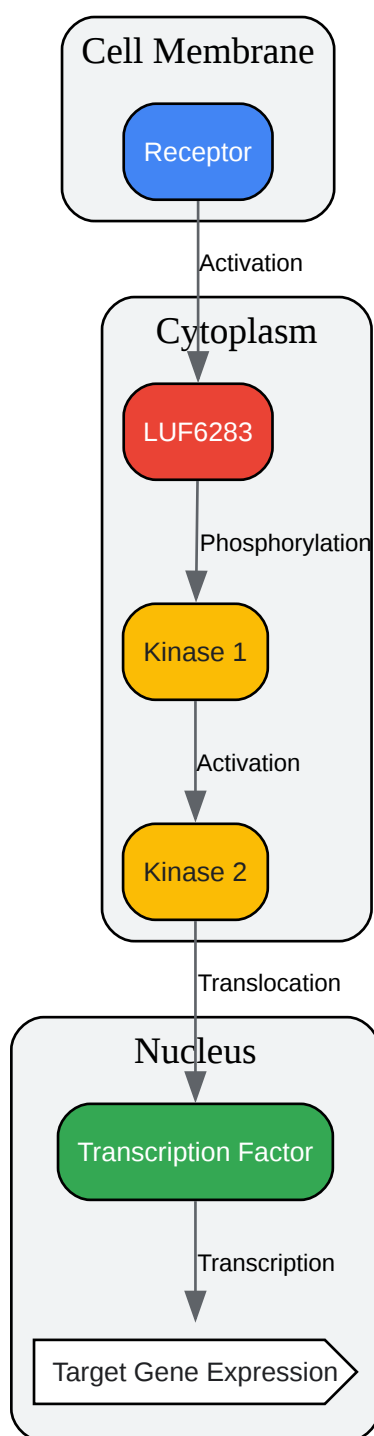 Cell Membrane
Receptor
Activation
Cytoplasm
LUF6283
Phosphorylation
Kinase 1
Activation
Kinase 2
Translocation
Nucleus
Transcription Factor
Transcription
Target Gene Expression